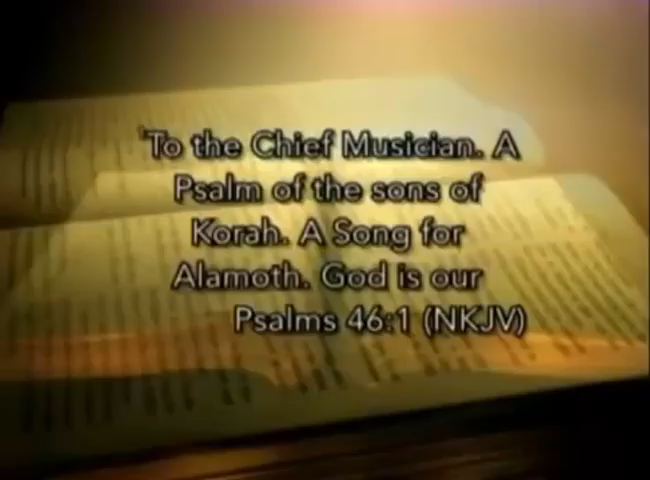 'To the Chief Musician. A
Psalm of the sons of
Korah. A Song for
Alamoth. God is our
Psalms 46:1 (NKJV)